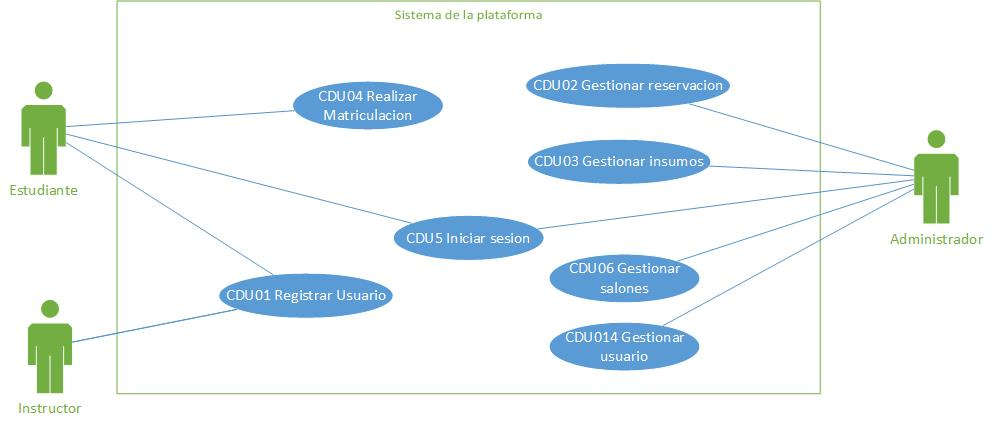 Sistema de la plataforma
CDU04 Realizar
Matriculacion
CDU02 Gestionar reservacion
Estudiante
CDU03 Gestionar insumos
Administrador
CDU5 Iniciar sesion
CDU06 Gestionar
salones
CDU01 Registrar Usuario
CDU014 Gestionar
usuario
Instructor